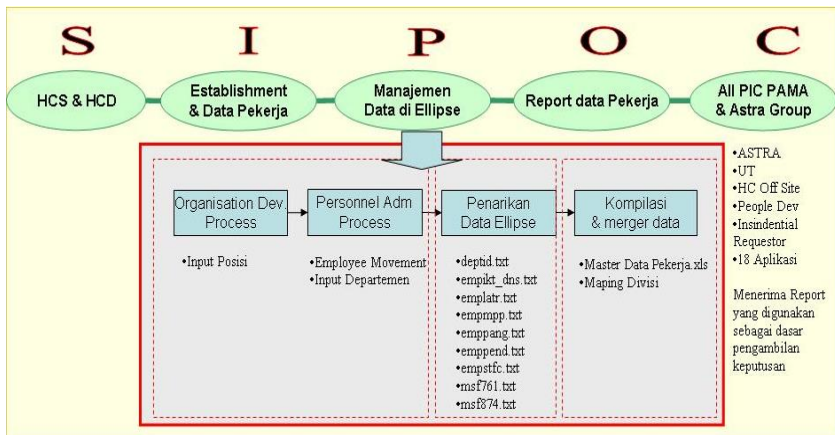 S I P O C
HCS & HCD
Establishment
& Data Pekerja
Manajemen
Data di Ellipse
Report data Pekerja
All PIC PAMA
& Astra Group
Organisation Dev.
Process
•Input Posisi
Personnel Adm
Process
•Employee Movement
•Input Departemen
Penarikan
Data Ellipse
•deptid.txt
•empikt_dns.txt
•emplatr.txt
•empmpp.txt
•emppang.txt
•emppend.txt
•empstfc.txt
•msf761.txt
•msf874.txt
Kompilasi
& merger data
•Master Data Pekerja.xls
•Maping Divisi
•ASTRA
•UT
•HC Off Site
•People Dev
•Insindential
Requestor
•18 Aplikasi
Menerima Report
yang digunakan
sebagai dasar
pengambilan
keputusan